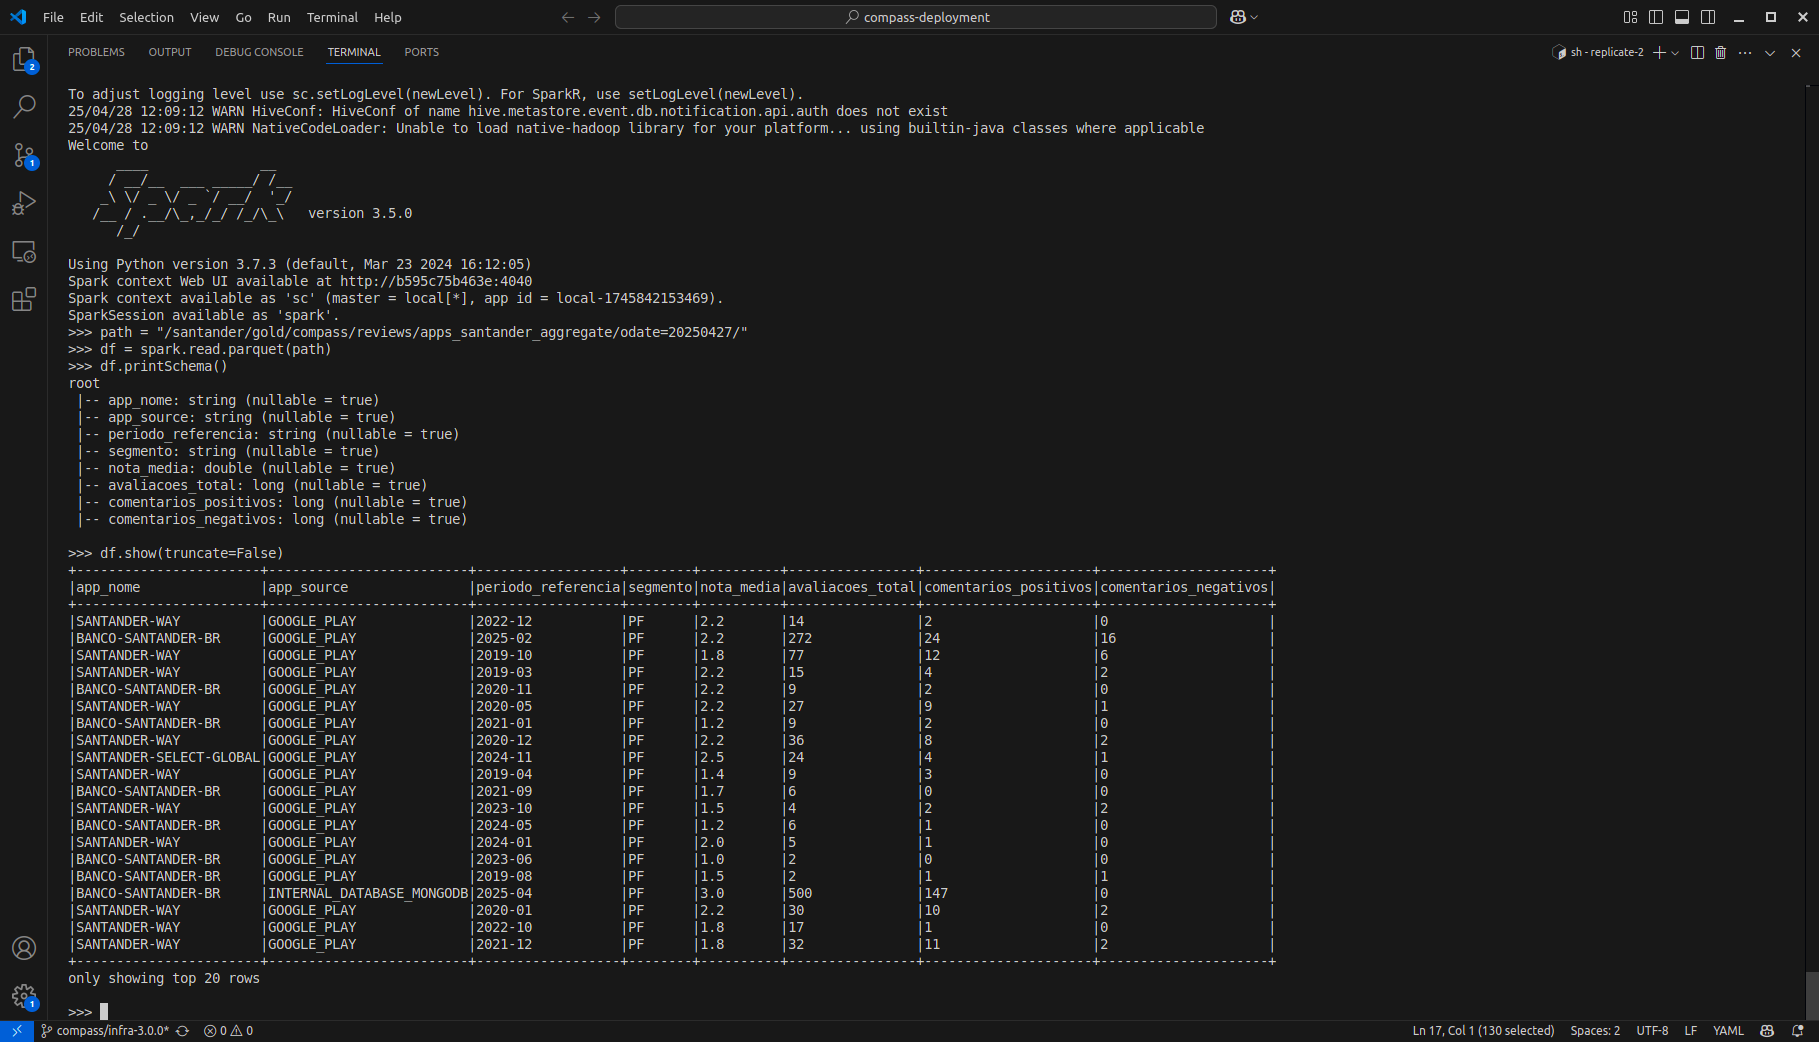 File Edit Selection View Go Run Terminal Help
compass-deployment
PROBLEMS OUTPUT DEBUG CONSOLE TERMINAL PORTS
sh - replicate-2
To adjust logging level use sc.setLogLevel(newLevel). For SparkR, use setLogLevel(newLevel).
25/04/28 12:09:12 WARN HiveConf: HiveConf of name hive.metastore.event.db.notification.api.auth does not exist
25/04/28 12:09:12 WARN NativeCodeLoader: Unable to load native-hadoop library for your platform... using builtin-java classes where applicable
Welcome to
      ____              __
     / __/__  ___ _____/ /__
    _\ \/ _ \/ _ `/ __/  '_/
   /__ / .__/\_,_/_/ /_/\_\   version 3.5.0
      /_/
Using Python version 3.7.3 (default, Mar 23 2024 16:12:05)
Spark context Web UI available at http://b595c75b463e:4040
Spark context available as 'sc' (master = local[*], app id = local-1745842153469).
SparkSession available as 'spark'.
>>> path = "/santander/gold/compass/reviews/apps_santander_aggregate/odate=20250427/"
>>> df = spark.read.parquet(path)
>>> df.printSchema()
root
 |-- app_nome: string (nullable = true)
 |-- app_source: string (nullable = true)
 |-- periodo_referencia: string (nullable = true)
 |-- segmento: string (nullable = true)
 |-- nota_media: double (nullable = true)
 |-- avaliacoes_total: long (nullable = true)
 |-- comentarios_positivos: long (nullable = true)
 |-- comentarios_negativos: long (nullable = true)
>>> df.show(truncate=False)
+-----------------------+-------------------------+------------------+--------+----------+----------------+---------------------+---------------------+
|app_nome               |app_source               |periodo_referencia|segmento|nota_media|avaliacoes_total|comentarios_positivos|comentarios_negativos|
+-----------------------+-------------------------+------------------+--------+----------+----------------+---------------------+---------------------+
|SANTANDER-WAY          |GOOGLE_PLAY              |2022-12           |PF      |2.2       |14              |2                    |0                    |
|BANCO-SANTANDER-BR     |GOOGLE_PLAY              |2025-02           |PF      |2.2       |272             |24                   |16                   |
|SANTANDER-WAY          |GOOGLE_PLAY              |2019-10           |PF      |1.8       |77              |12                   |6                    |
|SANTANDER-WAY          |GOOGLE_PLAY              |2019-03           |PF      |2.2       |15              |4                    |2                    |
|BANCO-SANTANDER-BR     |GOOGLE_PLAY              |2020-11           |PF      |2.2       |9               |2                    |0                    |
|SANTANDER-WAY          |GOOGLE_PLAY              |2020-05           |PF      |2.2       |27              |9                    |1                    |
|BANCO-SANTANDER-BR     |GOOGLE_PLAY              |2021-01           |PF      |1.2       |9               |2                    |0                    |
|SANTANDER-WAY          |GOOGLE_PLAY              |2020-12           |PF      |2.2       |36              |8                    |2                    |
|SANTANDER-SELECT-GLOBAL|GOOGLE_PLAY              |2024-11           |PF      |2.5       |24              |4                    |1                    |
|SANTANDER-WAY          |GOOGLE_PLAY              |2019-04           |PF      |1.4       |9               |3                    |0                    |
|BANCO-SANTANDER-BR     |GOOGLE_PLAY              |2021-09           |PF      |1.7       |6               |0                    |0                    |
|SANTANDER-WAY          |GOOGLE_PLAY              |2023-10           |PF      |1.5       |4               |2                    |2                    |
|BANCO-SANTANDER-BR     |GOOGLE_PLAY              |2024-05           |PF      |1.2       |6               |1                    |0                    |
|SANTANDER-WAY          |GOOGLE_PLAY              |2024-01           |PF      |2.0       |5               |1                    |0                    |
|BANCO-SANTANDER-BR     |GOOGLE_PLAY              |2023-06           |PF      |1.0       |2               |0                    |0                    |
|BANCO-SANTANDER-BR     |GOOGLE_PLAY              |2019-08           |PF      |1.5       |2               |1                    |1                    |
|BANCO-SANTANDER-BR     |INTERNAL_DATABASE_MONGODB|2025-04           |PF      |3.0       |500             |147                  |0                    |
|SANTANDER-WAY          |GOOGLE_PLAY              |2020-01           |PF      |2.2       |30              |10                   |2                    |
|SANTANDER-WAY          |GOOGLE_PLAY              |2022-10           |PF      |1.8       |17              |1                    |0                    |
|SANTANDER-WAY          |GOOGLE_PLAY              |2021-12           |PF      |1.8       |32              |11                   |2                    |
+-----------------------+-------------------------+------------------+--------+----------+----------------+---------------------+---------------------+
only showing top 20 rows
>>>
2
1
1
compass/infra-3.0.0* 0 0 Ln 17, Col 1 (130 selected) Spaces: 2 UTF-8 LF YAML